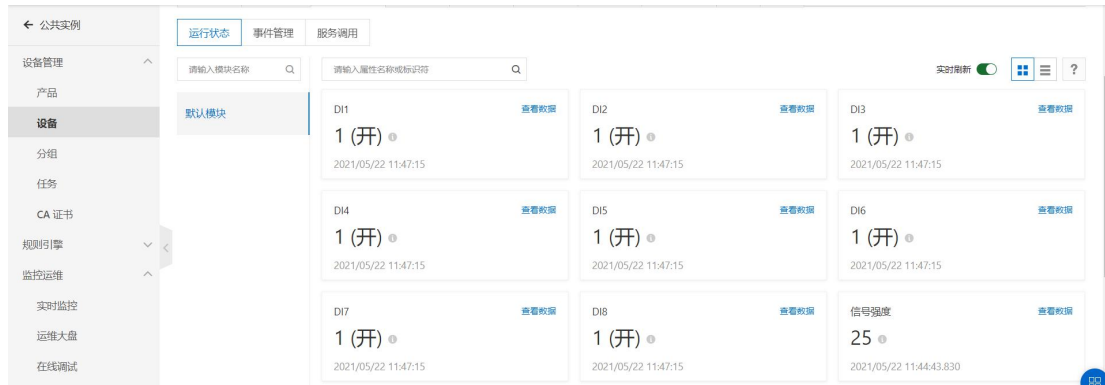 ← 公共实例
设备管理
产品
设备
分组
任务
CA 证书
规则引擎
监控运维
实时监控
运维大盘
在线调试
运行状态 事件管理 服务调用
请输入模块名称
请输入属性名称或标识符
实时刷新
?
默认模块
DI1 查看数据
1 (开)
2021/05/22 11:47:15
DI2 查看数据
1 (开)
2021/05/22 11:47:15
DI3 查看数据
1 (开)
2021/05/22 11:47:15
DI4 查看数据
1 (开)
2021/05/22 11:47:15
DI5 查看数据
1 (开)
2021/05/22 11:47:15
DI6 查看数据
1 (开)
2021/05/22 11:47:15
DI7 查看数据
1 (开)
2021/05/22 11:47:15
DI8 查看数据
1 (开)
2021/05/22 11:47:15
信号强度 查看数据
25
2021/05/22 11:44:43.830